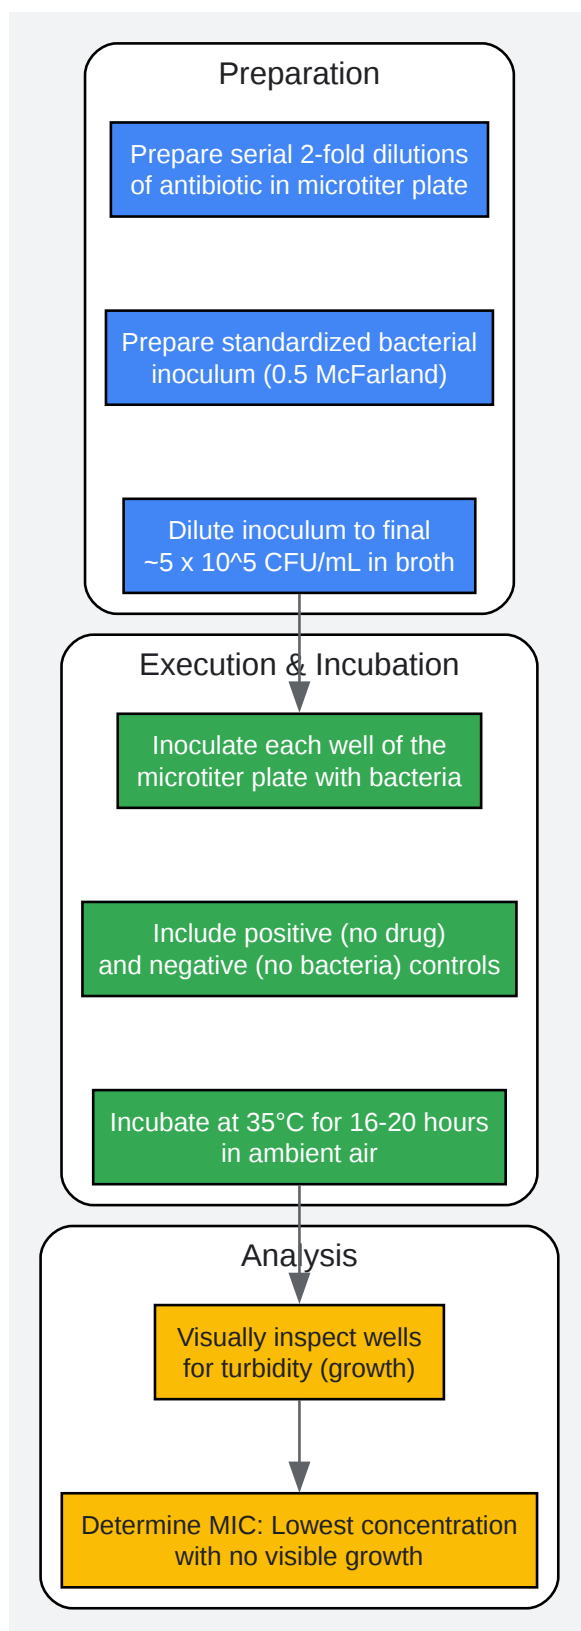 Preparation
Prepare serial 2-fold dilutions
of antibiotic in microtiter plate
Prepare standardized bacterial
inoculum (0.5 McFarland)
Dilute inoculum to final
~5 x 10^5 CFU/mL in broth
Execution & Incubation
Inoculate each well of the
microtiter plate with bacteria
Include positive (no drug)
and negative (no bacteria) controls
Incubate at 35°C for 16-20 hours
in ambient air
Analysis
Visually inspect wells
for turbidity (growth)
Determine MIC: Lowest concentration
with no visible growth